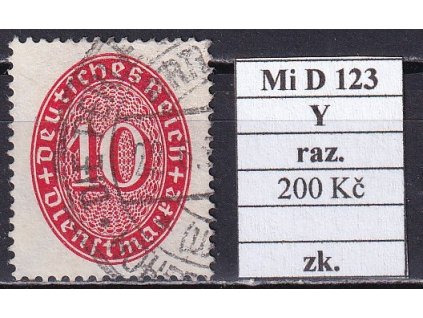 Deutsches Reich
10
Dienstmarke
Mi D 123
Y
raz.
200 Kč
zk.